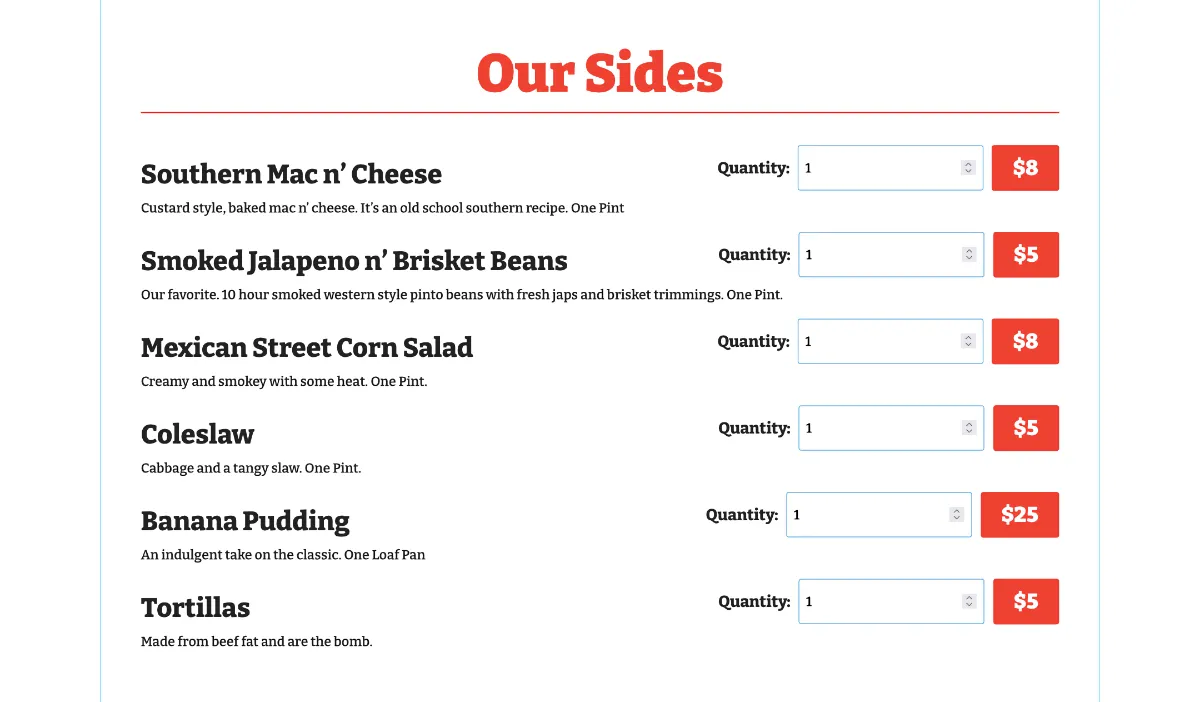 Our Sides
Southern Mac n’ Cheese
Quantity: 1 $8
Custard style, baked mac n’ cheese. It’s an old school southern recipe. One Pint
Smoked Jalapeno n’ Brisket Beans
Quantity: 1 $5
Our favorite. 10 hour smoked western style pinto beans with fresh japs and brisket trimmings. One Pint.
Mexican Street Corn Salad
Quantity: 1 $8
Creamy and smokey with some heat. One Pint.
Coleslaw
Quantity: 1 $5
Cabbage and a tangy slaw. One Pint.
Banana Pudding
Quantity: 1 $25
An indulgent take on the classic. One Loaf Pan
Tortillas
Quantity: 1 $5
Made from beef fat and are the bomb.